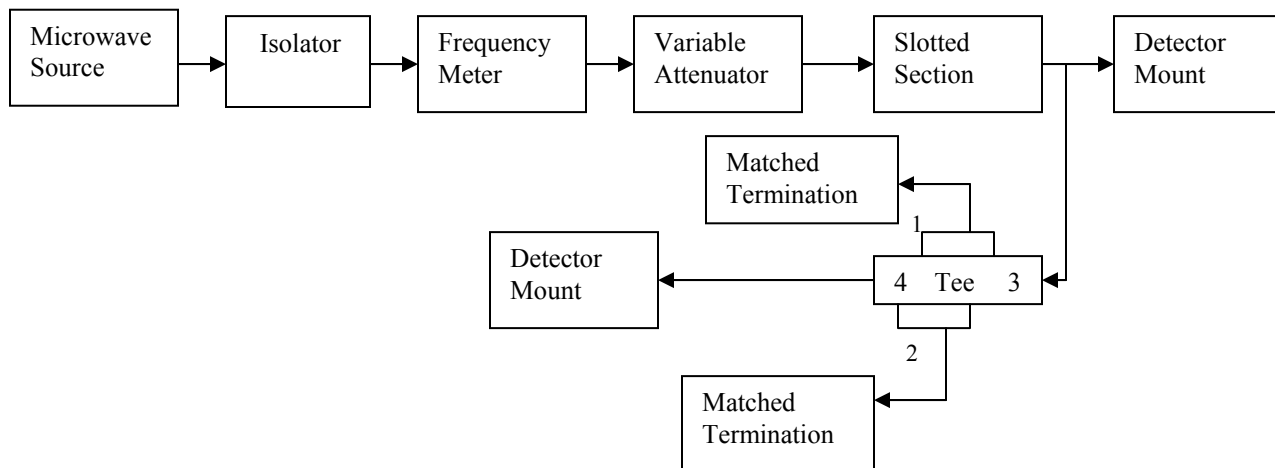 Microwave
Source
Isolator
Frequency
Meter
Variable
Attenuator
Slotted
Section
Detector
Mount
Matched
Termination
1
Detector
Mount
4 Tee 3
2
Matched
Termination